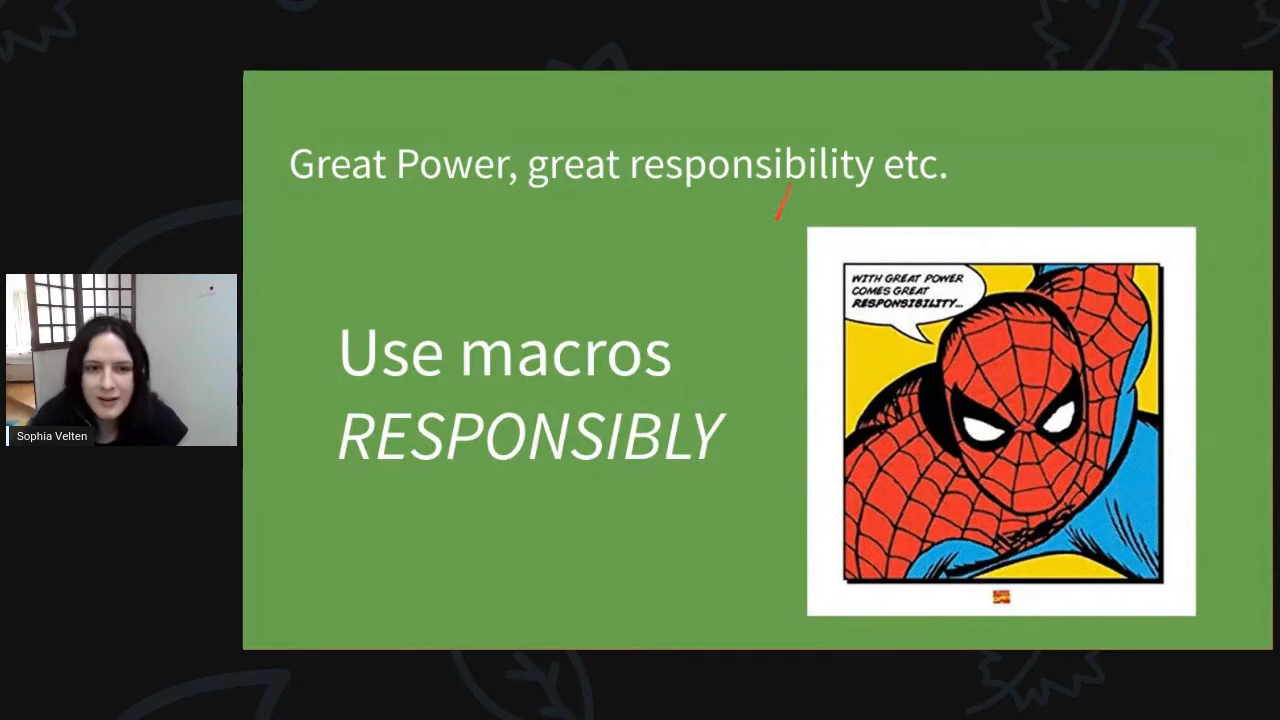 Great Power, great responsibility etc.
Use macros
RESPONSIBLY
WITH GREAT POWER
COMES GREAT
RESPONSIBILITY...
Sophia Velten